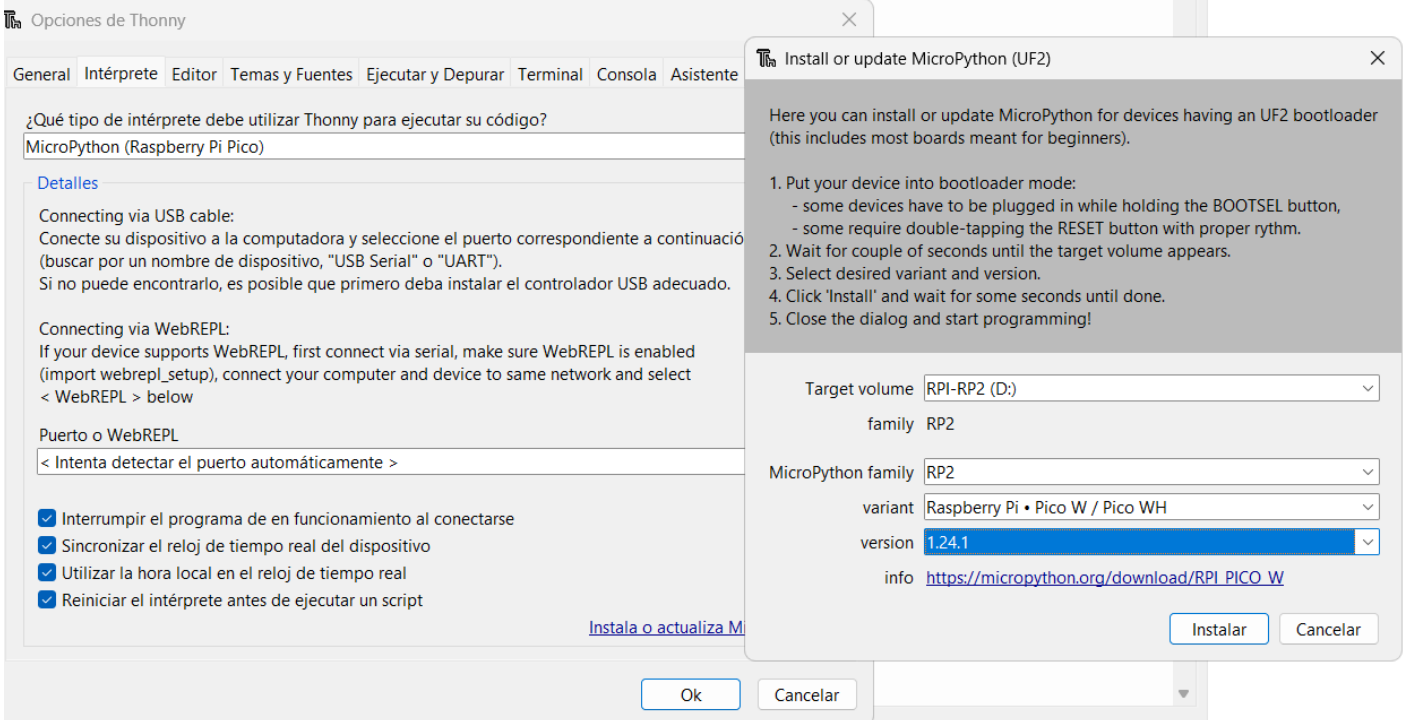 Opciones de Thonny
General Intérprete Editor Temas y Fuentes Ejecutar y Depurar Terminal Consola Asistente
¿Qué tipo de intérprete debe utilizar Thonny para ejecutar su código?
MicroPython (Raspberry Pi Pico)
Detalles
Connecting via USB cable:
Conecte su dispositivo a la computadora y seleccione el puerto correspondiente a continuació
(buscar por un nombre de dispositivo, "USB Serial" o "UART").
Si no puede encontrarlo, es posible que primero deba instalar el controlador USB adecuado.
Connecting via WebREPL:
If your device supports WebREPL, first connect via serial, make sure WebREPL is enabled
(import webrepl_setup), connect your computer and device to same network and select
< WebREPL > below
Puerto o WebREPL
< Intenta detectar el puerto automáticamente >
Interrumpir el programa de en funcionamiento al conectarse
Sincronizar el reloj de tiempo real del dispositivo
Utilizar la hora local en el reloj de tiempo real
Reiniciar el intérprete antes de ejecutar un script
Instala o actualiza Mi
Ok Cancelar
Install or update MicroPython (UF2)
Here you can install or update MicroPython for devices having an UF2 bootloader
(this includes most boards meant for beginners).
1. Put your device into bootloader mode:
- some devices have to be plugged in while holding the BOOTSEL button,
- some require double-tapping the RESET button with proper rythm.
2. Wait for couple of seconds until the target volume appears.
3. Select desired variant and version.
4. Click 'Install' and wait for some seconds until done.
5. Close the dialog and start programming!
Target volume RPI-RP2 (D:)
family RP2
MicroPython family RP2
variant Raspberry Pi • Pico W / Pico WH
version 1.24.1
info https://micropython.org/download/RPI_PICO_W
Instalar Cancelar